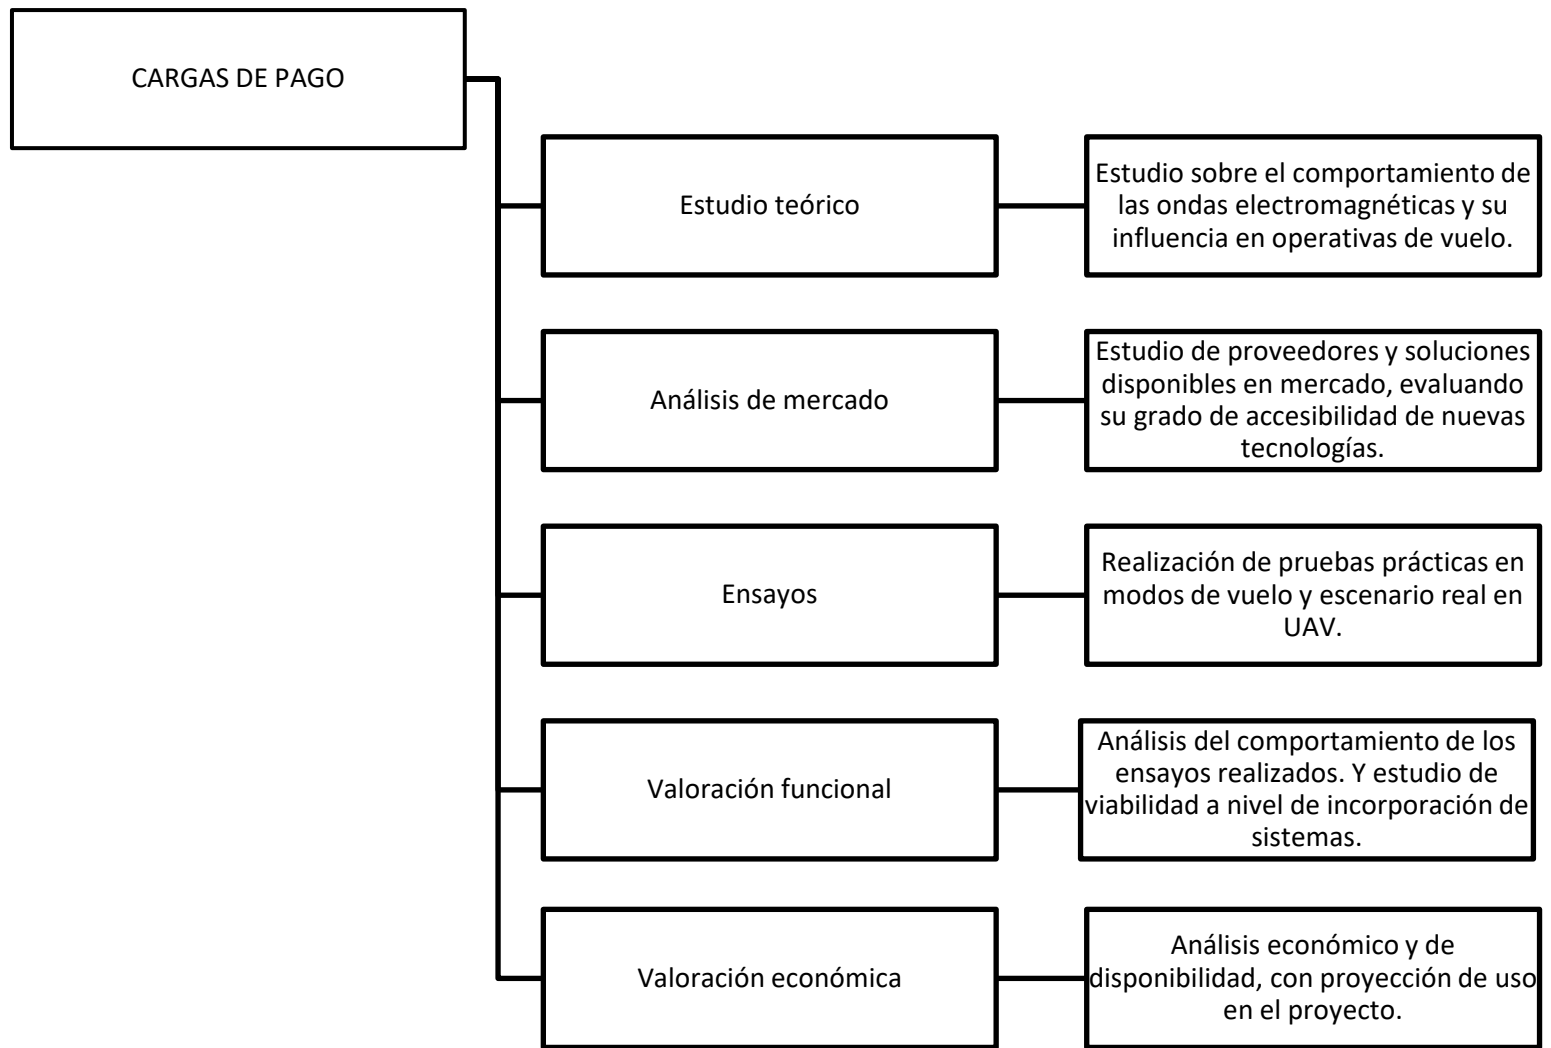 CARGAS DE PAGO
Estudio teórico
Estudio sobre el comportamiento de
las ondas electromagnéticas y su
influencia en operativas de vuelo.
Análisis de mercado
Estudio de proveedores y soluciones
disponibles en mercado, evaluando
su grado de accesibilidad de nuevas
tecnologías.
Ensayos
Realización de pruebas prácticas en
modos de vuelo y escenario real en
UAV.
Valoración funcional
Análisis del comportamiento de los
ensayos realizados. Y estudio de
viabilidad a nivel de incorporación de
sistemas.
Valoración económica
Análisis económico y de
disponibilidad, con proyección de uso
en el proyecto.